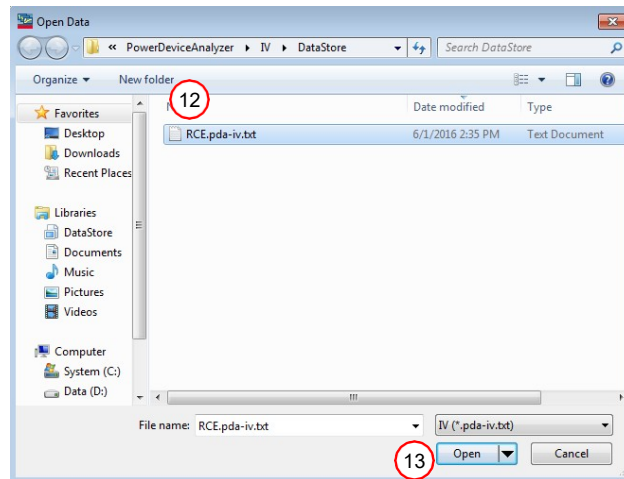 Open Data
« PowerDeviceAnalyzer ▸ IV ▸ DataStore
Search DataStore
Organize ▾ New folder
12
Date modified Type
RCE.pda-iv.txt 6/1/2016 2:35 PM Text Document
Favorites
Desktop
Downloads
Recent Places
Libraries
DataStore
Documents
Music
Pictures
Videos
Computer
System (C:)
Data (D:)
File name: RCE.pda-iv.txt IV (*.pda-iv.txt)
13 Open Cancel